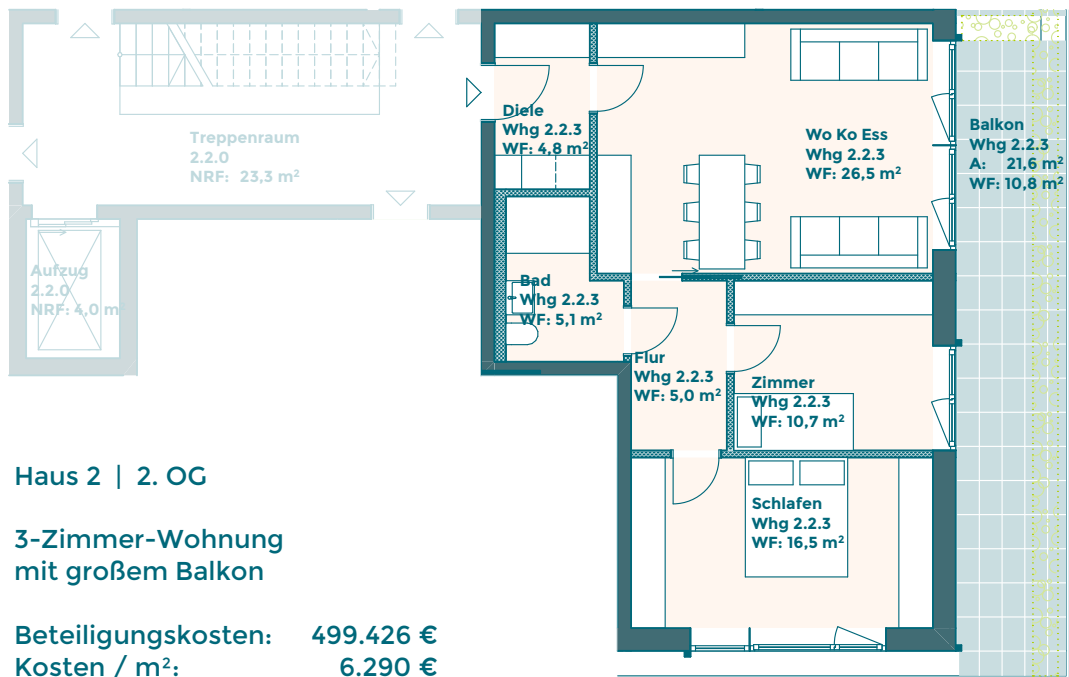 Treppenraum
2.2.0
NRF: 23,3 m²
Aufzug
2.2.0
NRF: 4,0 m²
Diele
Whg 2.2.3
WF: 4,8 m²
Wo Ko Ess
Whg 2.2.3
WF: 26,5 m²
Balkon
Whg 2.2.3
A: 21,6 m²
WF: 10,8 m²
Bad
Whg 2.2.3
WF: 5,1 m²
Flur
Whg 2.2.3
WF: 5,0 m²
Zimmer
Whg 2.2.3
WF: 10,7 m²
Schlafen
Whg 2.2.3
WF: 16,5 m²
Haus 2 | 2. OG
3-Zimmer-Wohnung
mit großem Balkon
Beteiligungskosten: 499.426 €
Kosten / m²: 6.290 €